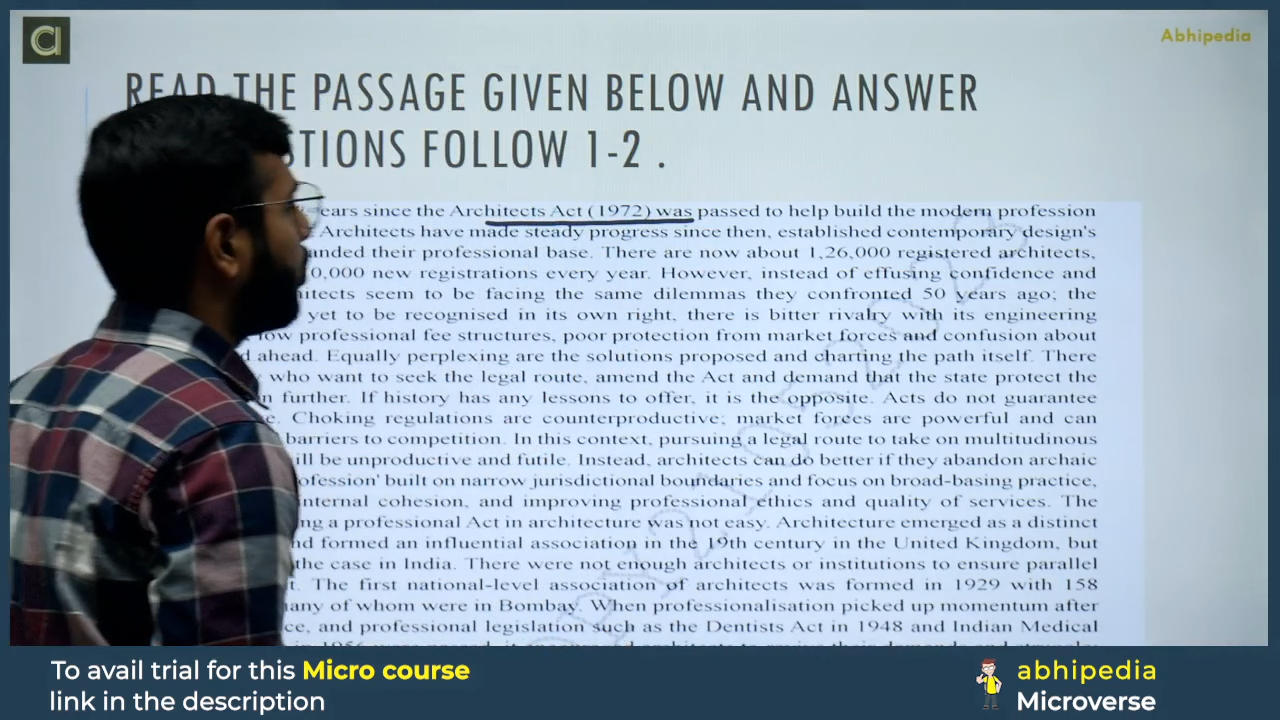 Abhipedia
READ THE PASSAGE GIVEN BELOW AND ANSWER
STIONS FOLLOW 1-2 .
ears since the Architects Act (1972) was passed to help build the modern profession
Architects have made steady progress since then, established contemporary design's
anded their professional base. There are now about 1,26,000 registered architects,
0,000 new registrations every year. However, instead of effusing confidence and
hitects seem to be facing the same dilemmas they confronted 50 years ago; the
yet to be recognised in its own right, there is bitter rivalry with its engineering
low professional fee structures, poor protection from market forces and confusion about
d ahead. Equally perplexing are the solutions proposed and charting the path itself. There
who want to seek the legal route, amend the Act and demand that the state protect the
n further. If history has any lessons to offer, it is the opposite. Acts do not guarantee
e. Choking regulations are counterproductive; market forces are powerful and can
barriers to competition. In this context, pursuing a legal route to take on multitudinous
ill be unproductive and futile. Instead, architects can do better if they abandon archaic
ofession' built on narrow jurisdictional boundaries and focus on broad-basing practice,
internal cohesion, and improving professional ethics and quality of services. The
ng a professional Act in architecture was not easy. Architecture emerged as a distinct
nd formed an influential association in the 19th century in the United Kingdom, but
the case in India. There were not enough architects or institutions to ensure parallel
t. The first national-level association of architects was formed in 1929 with 158
any of whom were in Bombay. When professionalisation picked up momentum after
ce, and professional legislation such as the Dentists Act in 1948 and Indian Medical
To avail trial for this Micro course
link in the description
abhipedia
Microverse